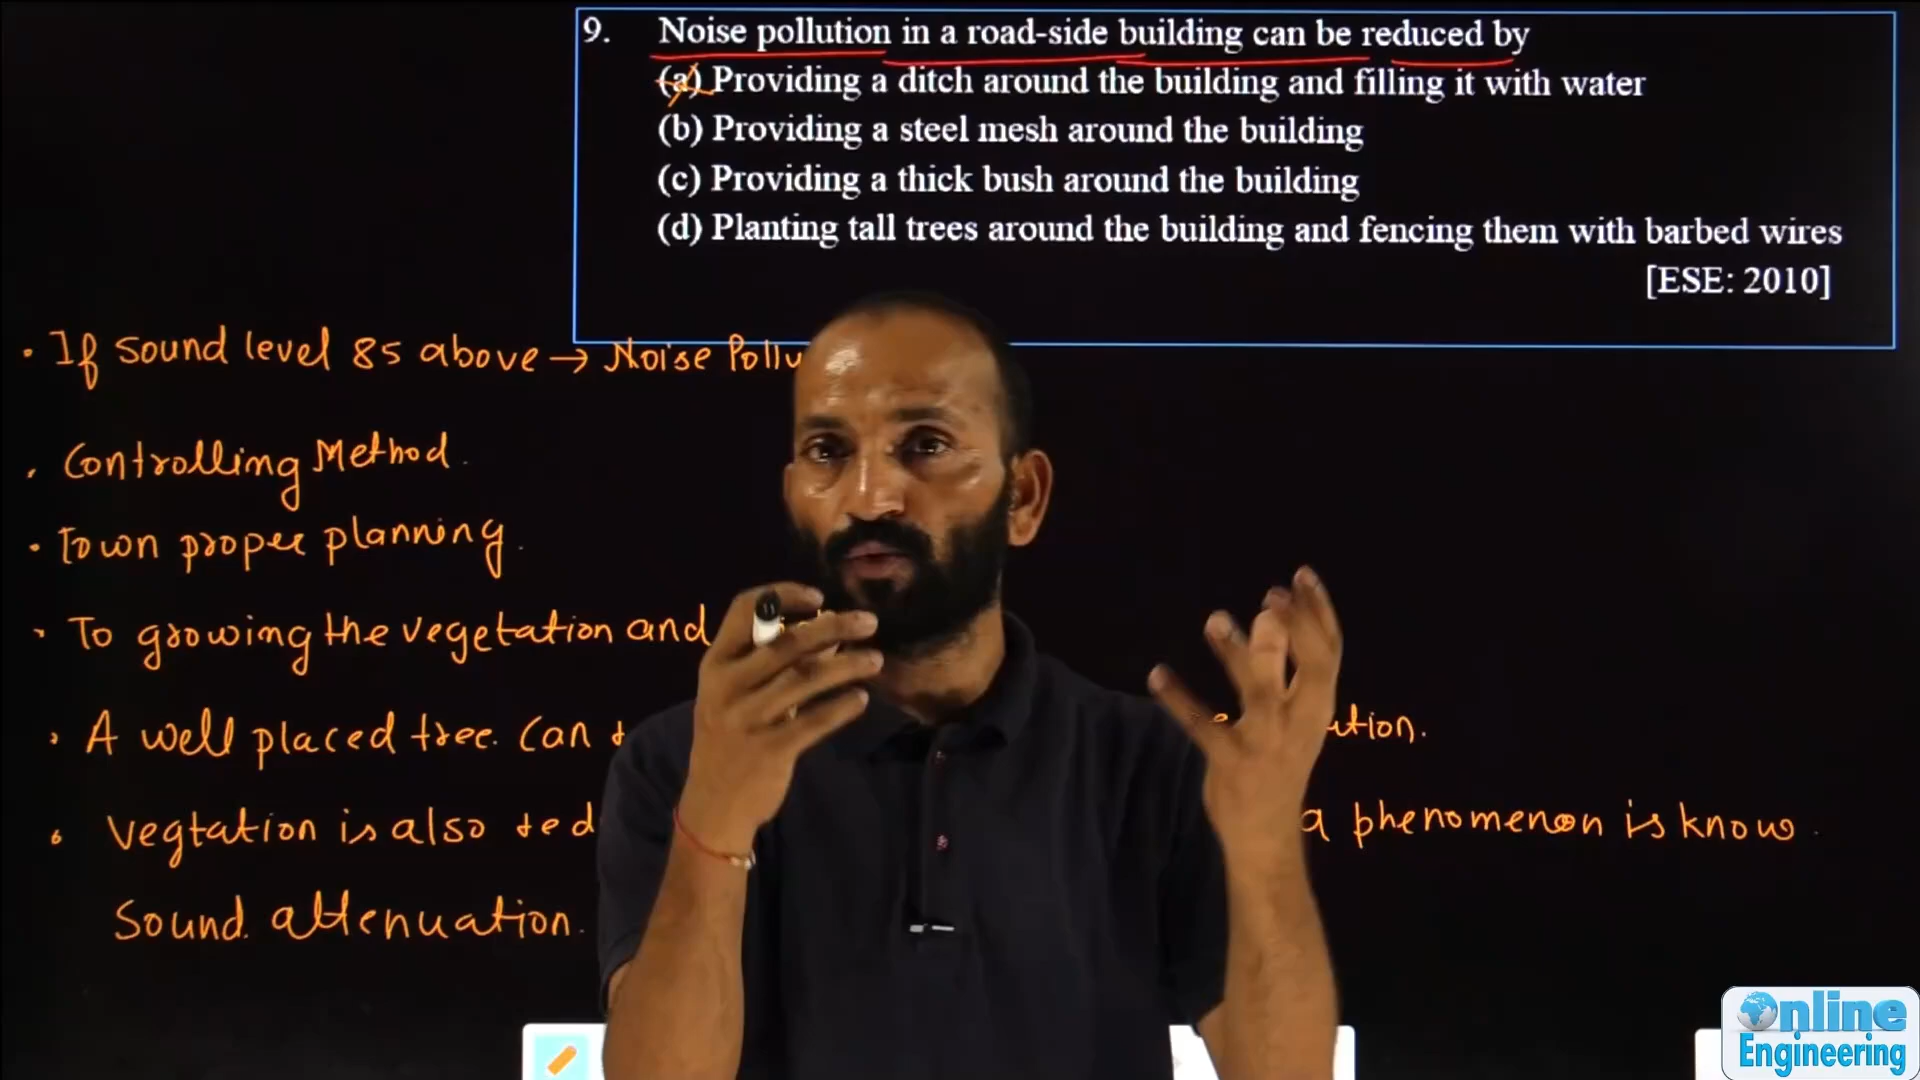 9. Noise pollution in a road-side building can be reduced by
(a) Providing a ditch around the building and filling it with water
(b) Providing a steel mesh around the building
(c) Providing a thick bush around the building
(d) Planting tall trees around the building and fencing them with barbed wires
[ESE: 2010]
• If sound level 85 above → Noise Pollu
• Controlling Method.
• Town proper planning.
• To growing the vegetation and
• A well placed tree. Can
• Vegtation is also a phenomenon is know.
Sound attenuation.
Online
Engineering